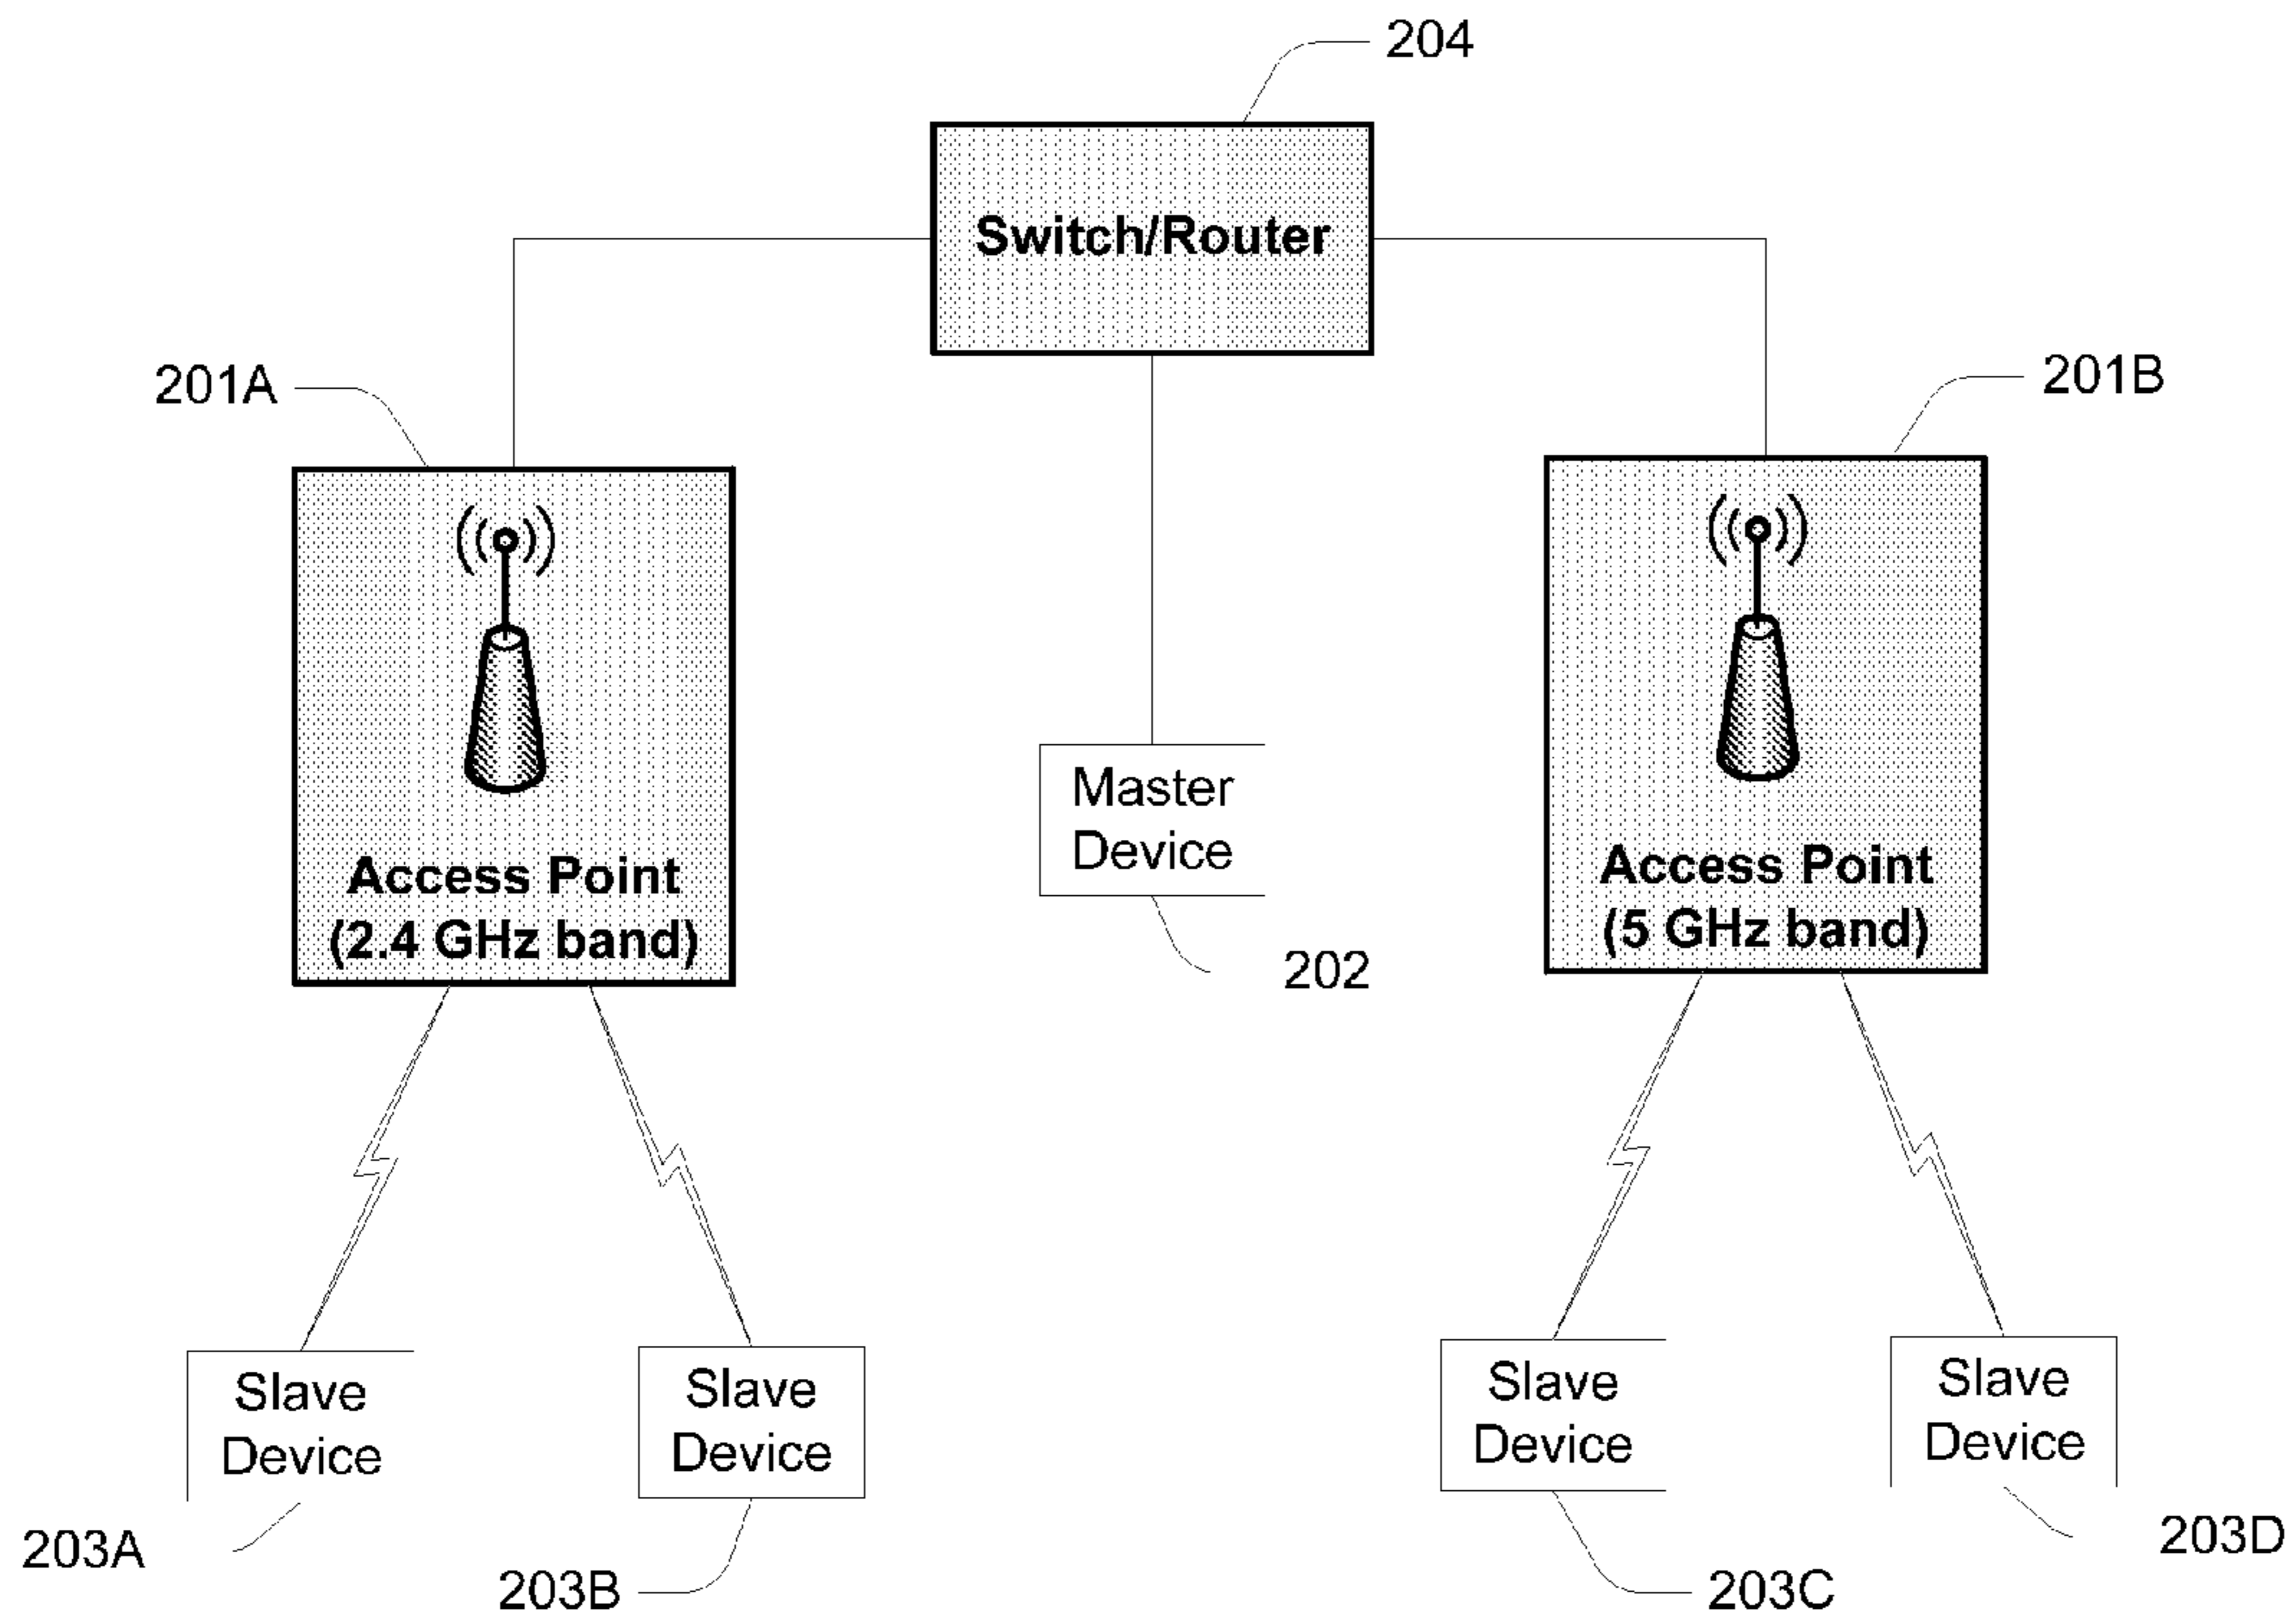 204
Switch/Router
201A
201B
Master
Device
202
Access Point
(2.4 GHz band)
Access Point
(5 GHz band)
Slave
Device
203A
Slave
Device
203B
Slave
Device
203C
Slave
Device
203D